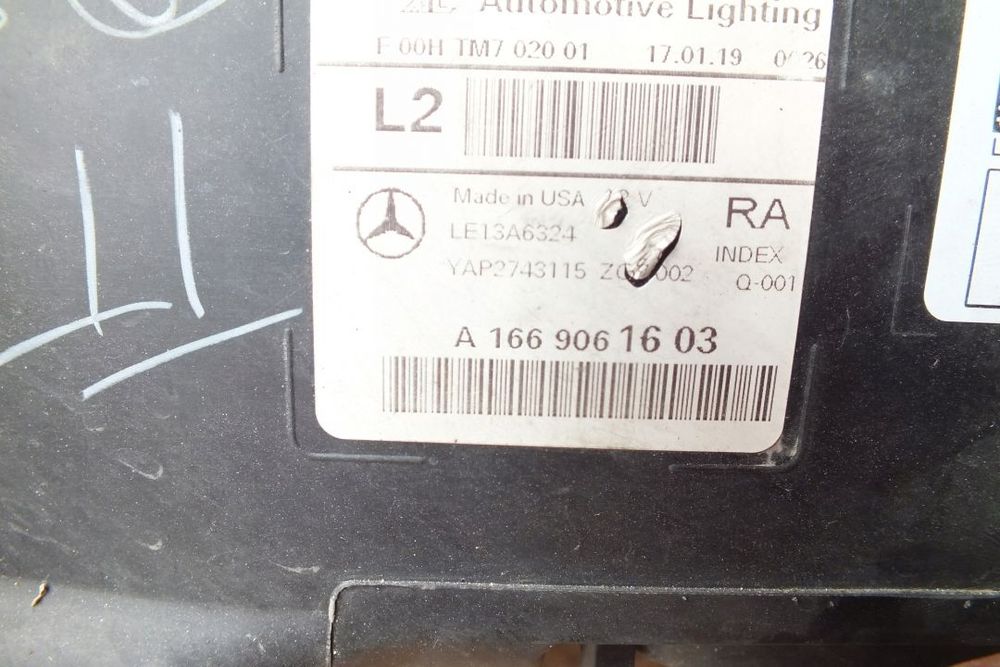 Automotive Lighting
F 00H TM7 020 01 17.01.19
L2
Made in USA V
LE13A6324
RA
INDEX
YAP2743115
Q-001
A 166 906 16 03